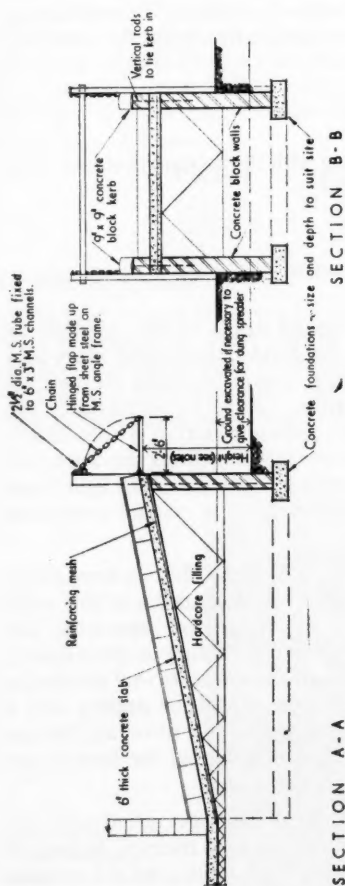 2½" dia. M.S. tube fixed
to 6" x 3" M.S. channels.
Chain
Hinged flap made up
from sheet steel on
M.S. angle frame.
Reinforcing mesh
6" thick concrete slab
Hardcore filling
2'-6"
Height (see notes)
Ground excavated if necessary to
give clearance for dung spreader
9" x 9" concrete
block kerb
Vertical rods
to tie kerb in
Concrete block walls
Concrete foundations - size and depth to suit site
SECTION A-A
SECTION B-B